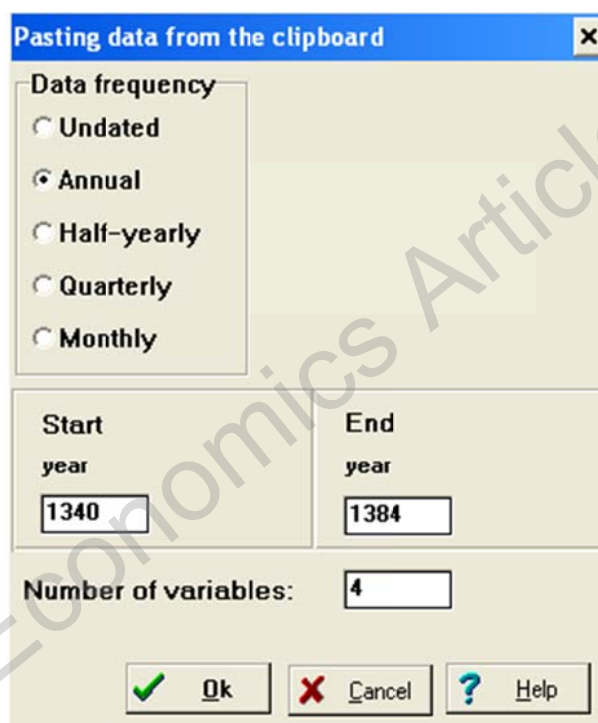 Pasting data from the clipboard
Data frequency
Undated
Annual
Half-yearly
Quarterly
Monthly
Start
year
1340
End
year
1384
Number of variables:
4
Ok
Cancel
Help
Economics Article